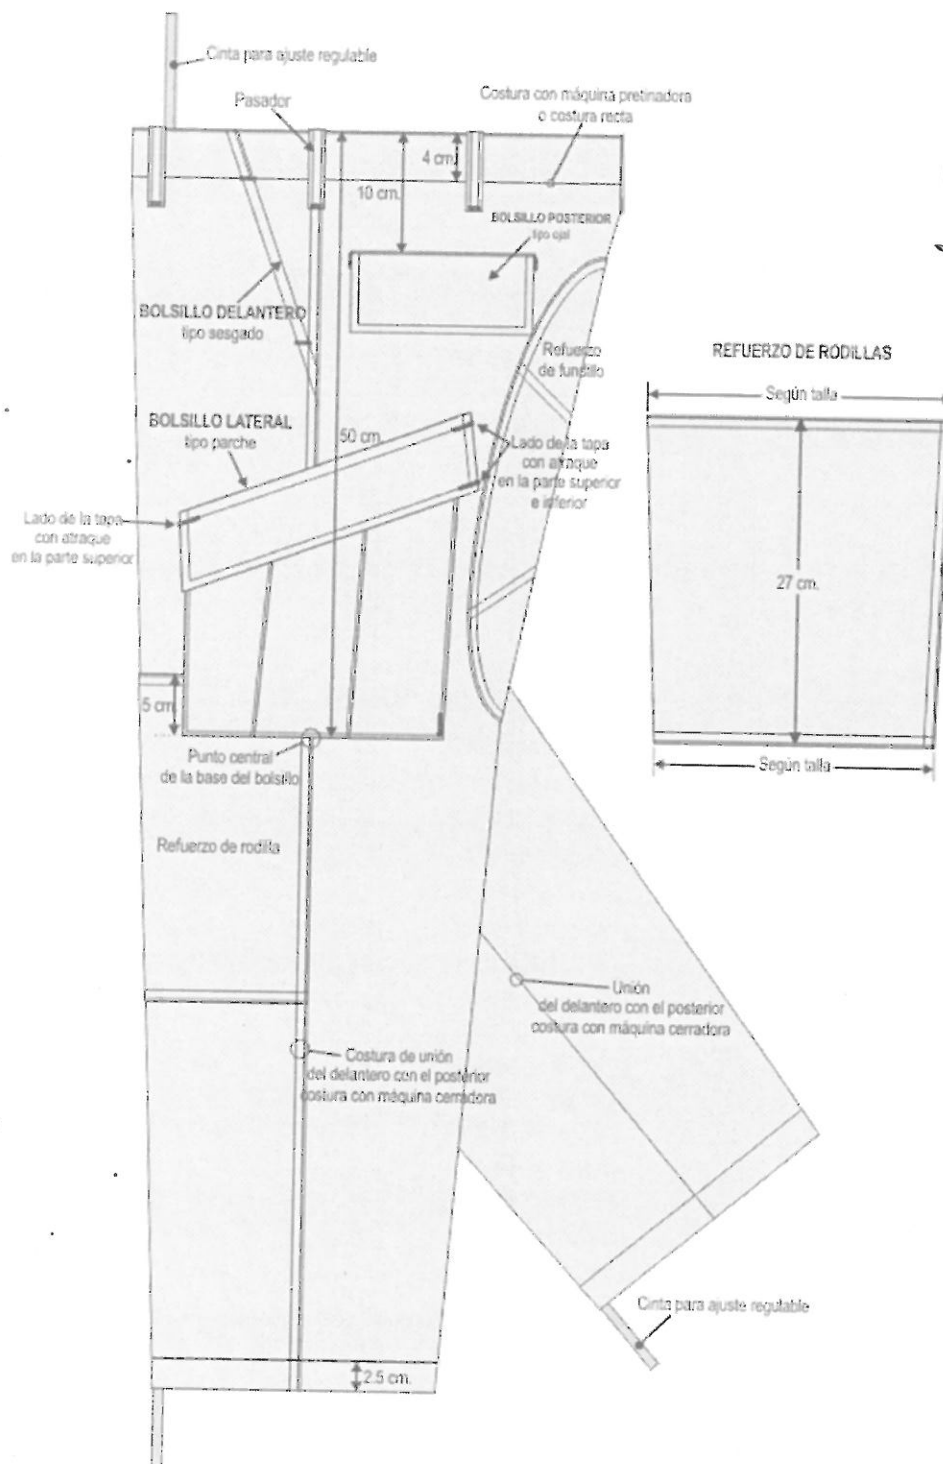 Cinta para ajuste regulable
Pasador
Costura con máquina pretinadora
o costura recta
4 cm.
10 cm.
BOLSILLO POSTERIOR
tipo ojal
BOLSILLO DELANTERO
tipo sesgado
Refuerzo
de fundillo
REFUERZO DE RODILLAS
Según talla
BOLSILLO LATERAL
tipo parche
50 cm.
Lado de la tapa
con atraque
en la parte superior
e inferior
Lado de la tapa
con atraque
en la parte superior
27 cm.
5 cm.
Punto central
de la base del bolsillo
Según talla
Refuerzo de rodilla
Unión
del delantero con el posterior
costura con máquina cerradora
Costura de unión
del delantero con el posterior
costura con máquina cerradora
Cinta para ajuste regulable
2.5 cm.